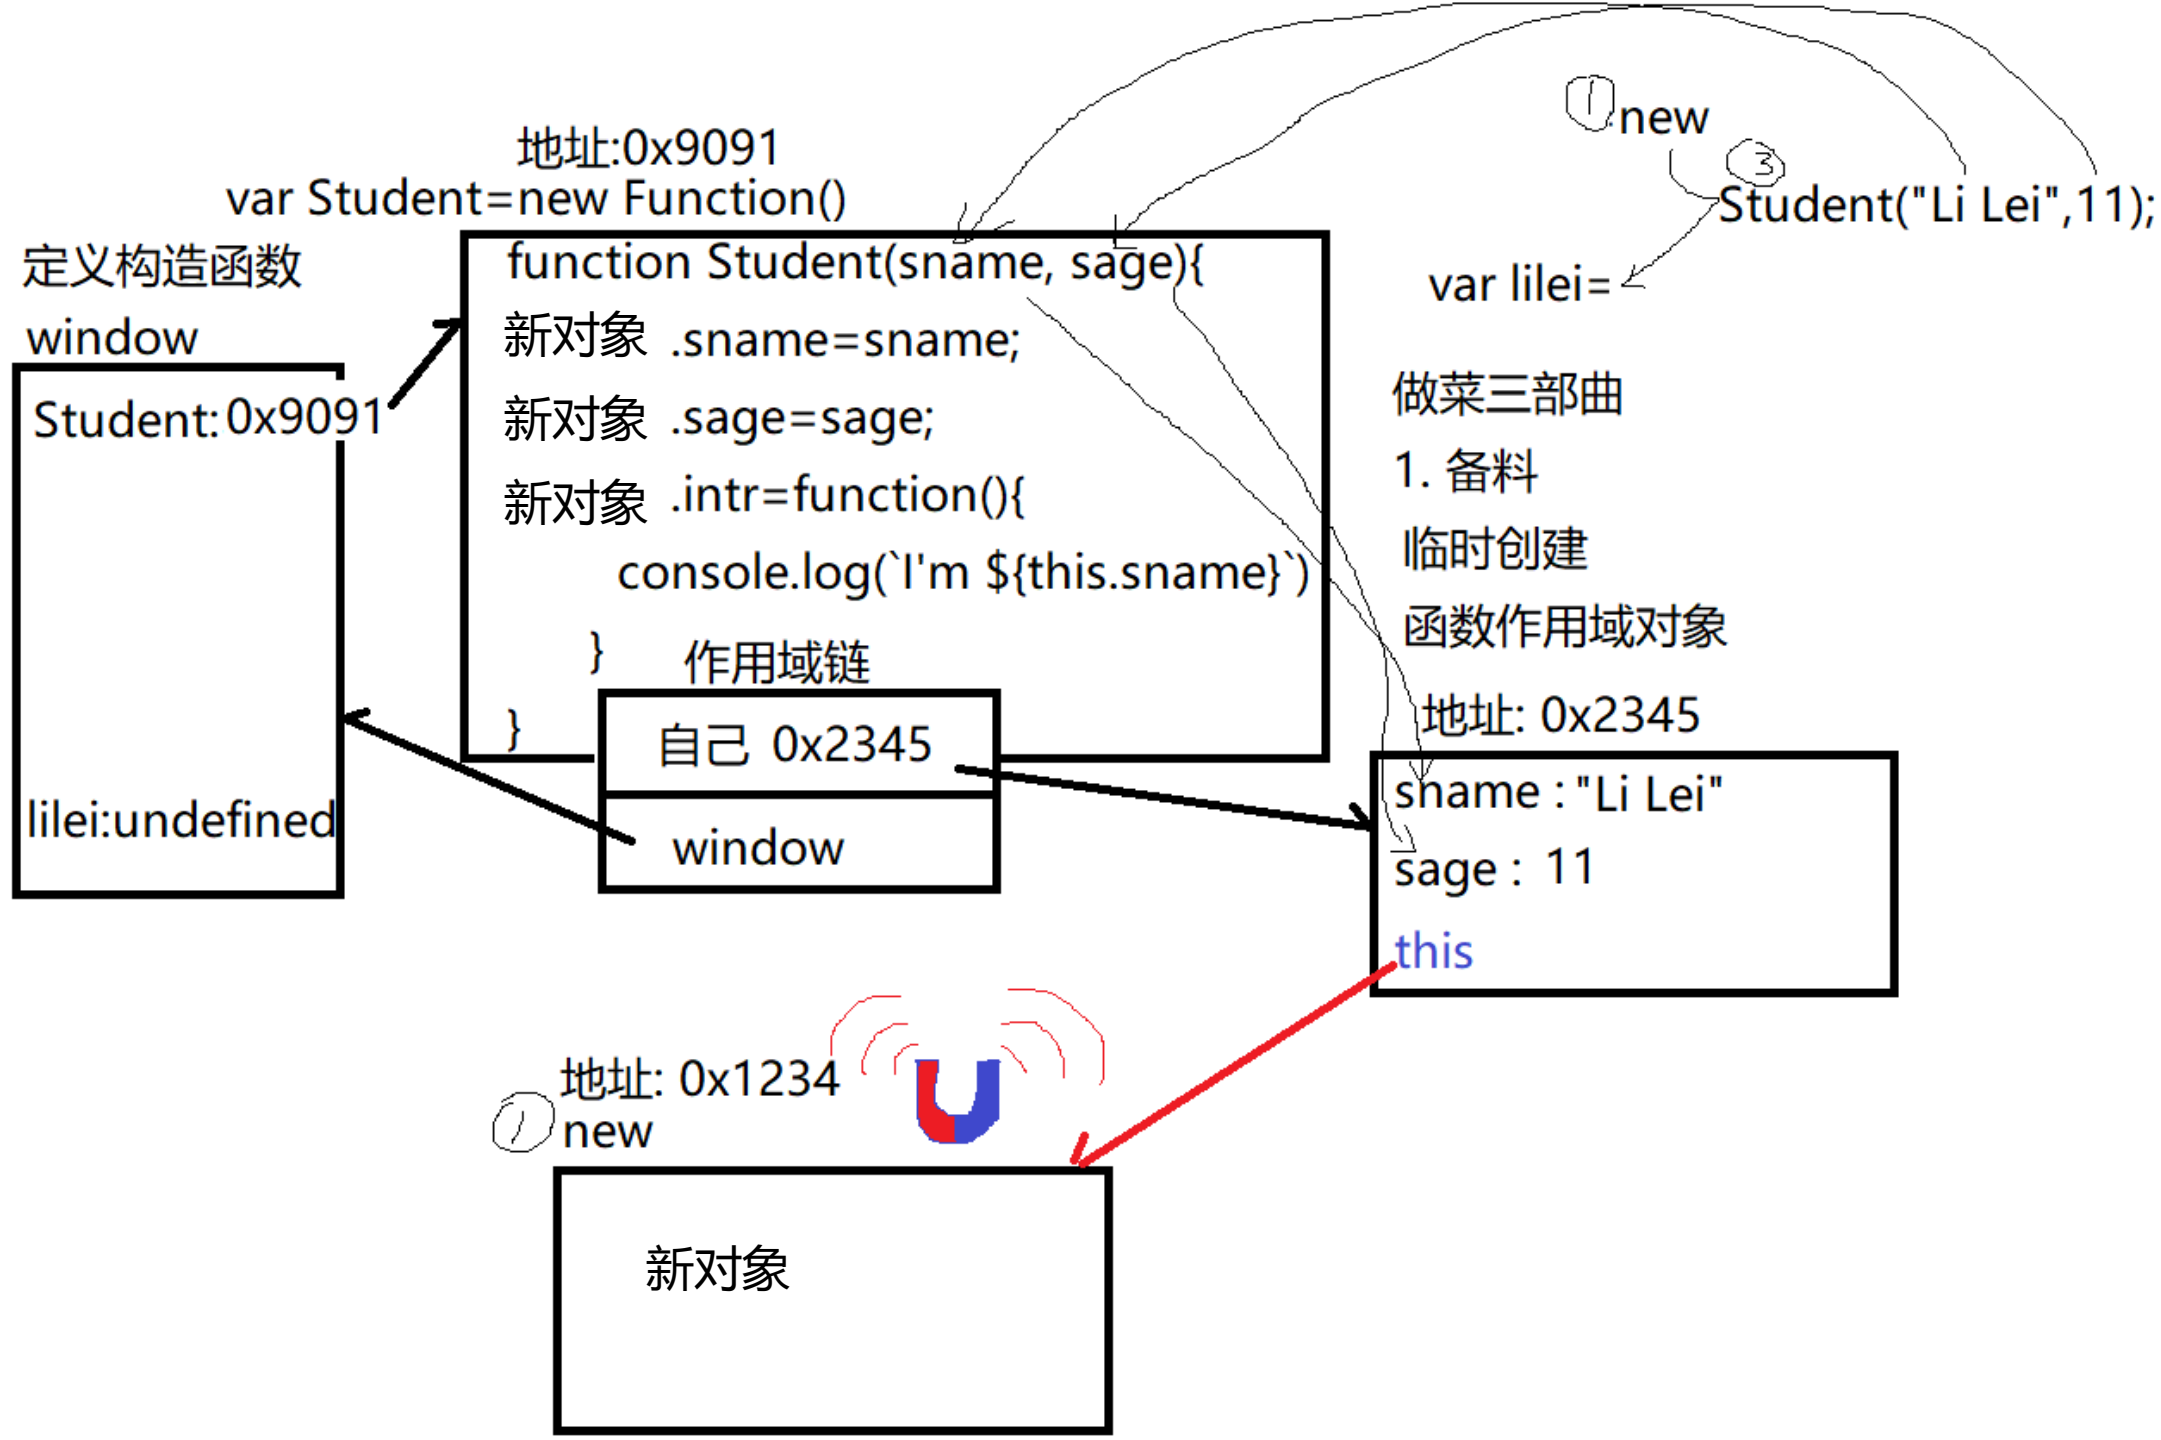 地址:0x9091
var Student=new Function()
定义构造函数
window
Student: 0x9091
lilei:undefined
function Student(sname, sage){
新对象 .sname=sname;
新对象 .sage=sage;
新对象 .intr=function(){
console.log(`I'm ${this.sname}`)
}
}
作用域链
自己 0x2345
window
① new
③
Student("Li Lei",11);
var lilei=
做菜三部曲
1. 备料
临时创建
函数作用域对象
地址: 0x2345
sname : "Li Lei"
sage : 11
this
地址: 0x1234
① new
新对象